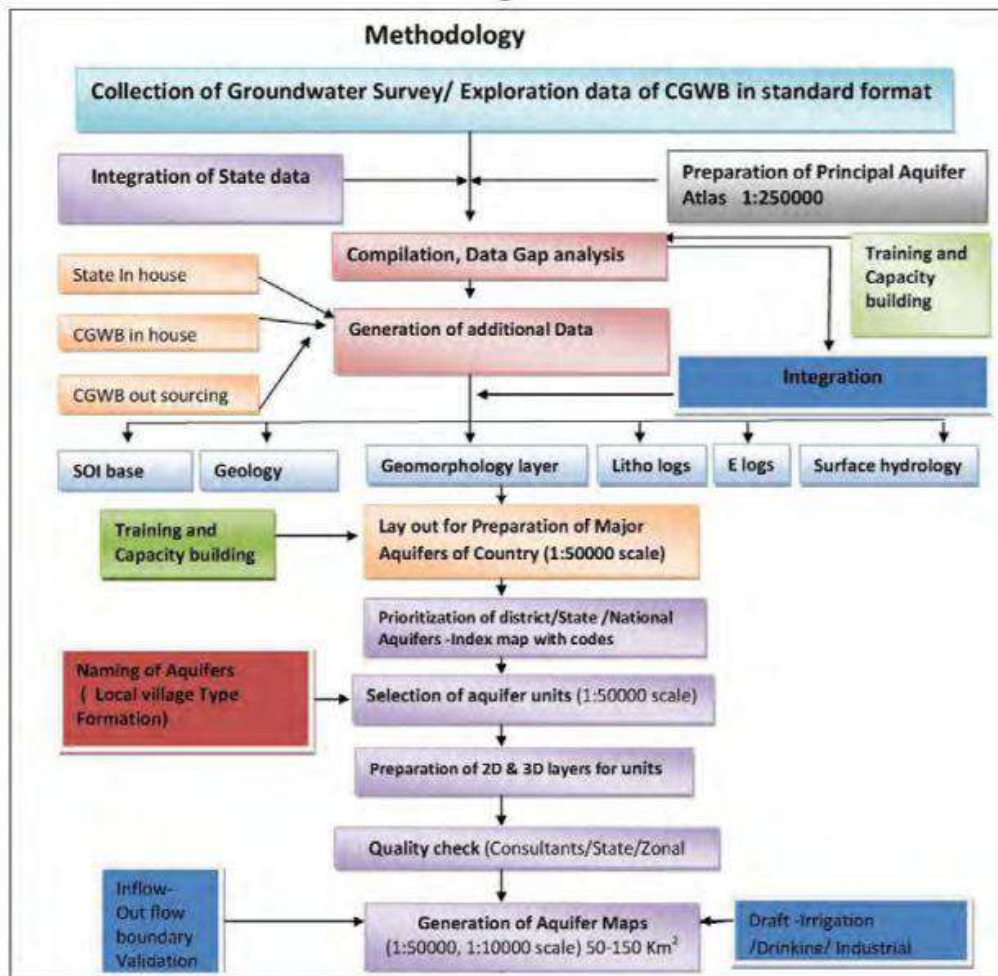 Methodology
Collection of Groundwater Survey/ Exploration data of CGWB in standard format
Integration of State data
Preparation of Principal Aquifer
Atlas 1:250000
Compilation, Data Gap analysis
Training and
Capacity
building
State In house
CGWB in house
CGWB out sourcing
Generation of additional Data
Integration
SOI base
Geology
Geomorphology layer
Litho logs
E logs
Surface hydrology
Training and
Capacity building
Lay out for Preparation of Major
Aquifers of Country (1:50000 scale)
Prioritization of district/State /National
Aquifers -Index map with codes
Naming of Aquifers
( Local village Type
Formation)
Selection of aquifer units (1:50000 scale)
Preparation of 2D & 3D layers for units
Quality check (Consultants/State/Zonal
Inflow-
Out flow
boundary
Validation
Generation of Aquifer Maps
(1:50000, 1:10000 scale) 50-150 Km²
Draft -Irrigation
/Drinking/ Industrial